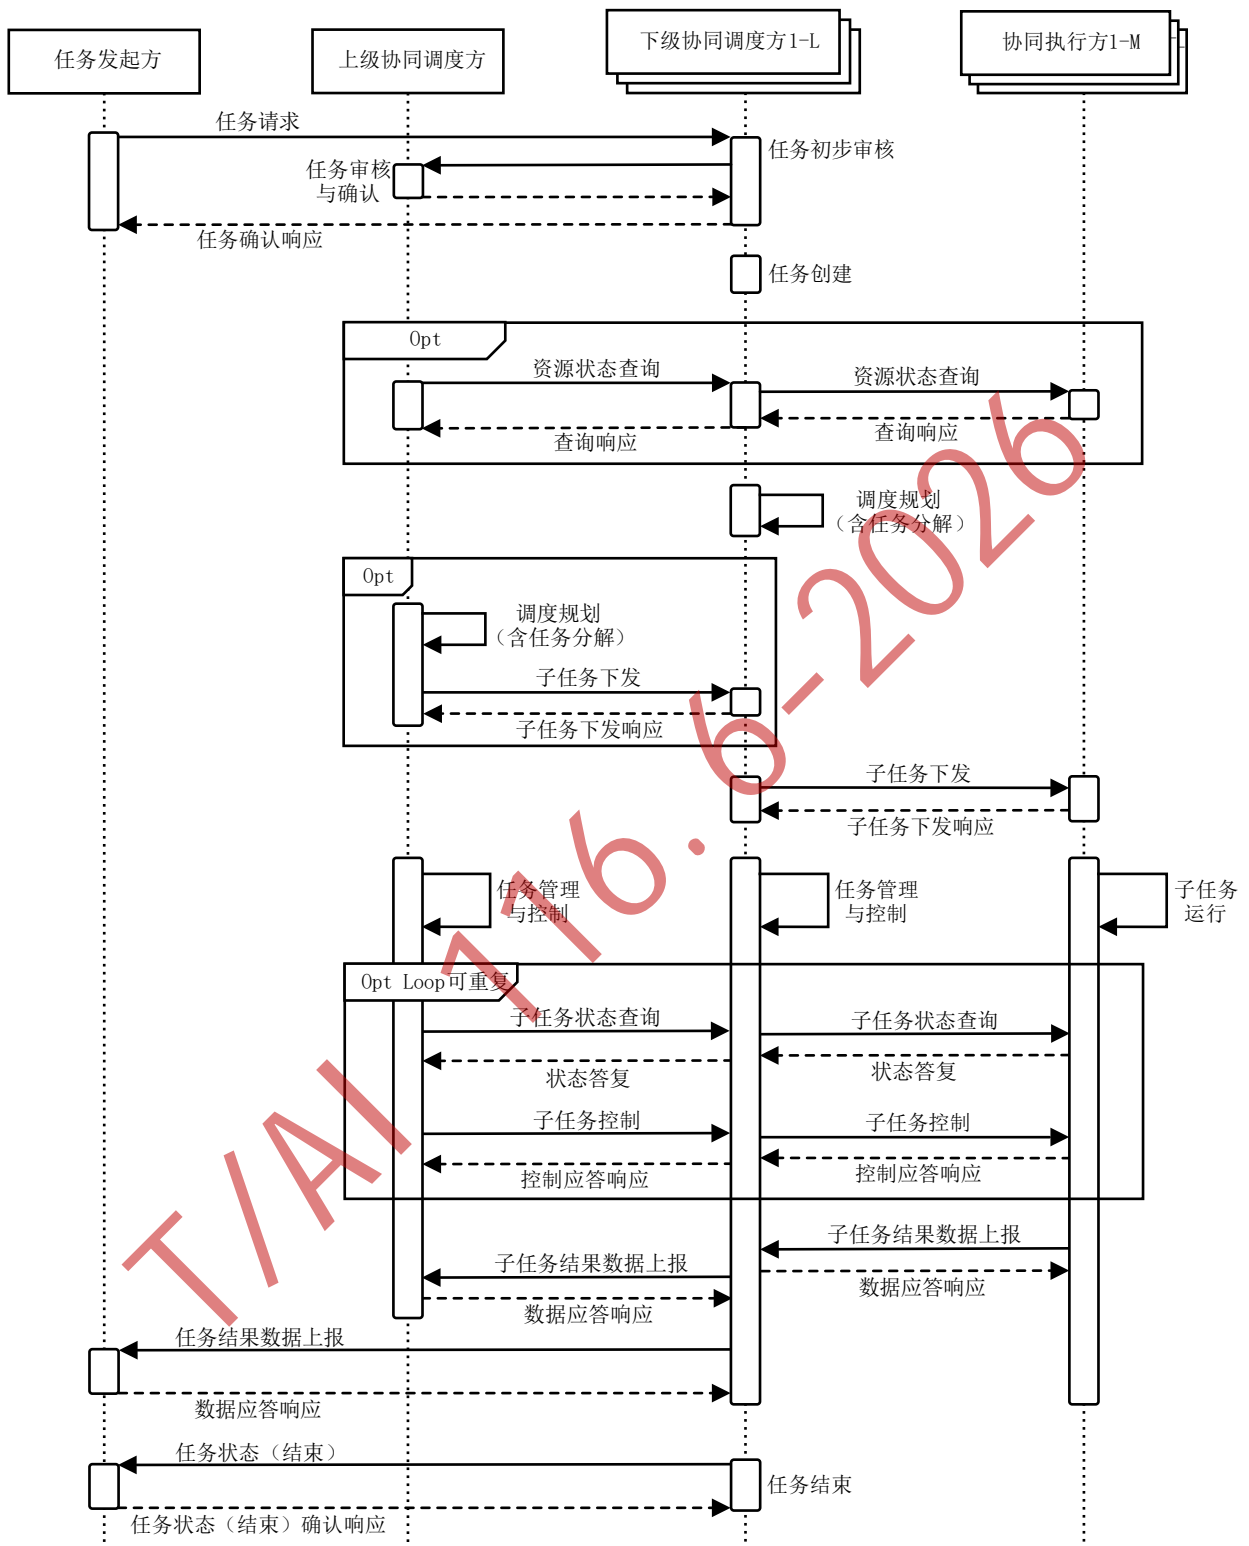 任务发起方
上级协同调度方
下级协同调度方1-L
协同执行方1-M
任务请求
任务初步审核
任务审核
与确认
任务确认响应
任务创建
Opt
资源状态查询
资源状态查询
查询响应
查询响应
调度规划
（含任务分解）
Opt
调度规划
（含任务分解）
子任务下发
子任务下发响应
子任务下发
子任务下发响应
任务管理
与控制
任务管理
与控制
子任务
运行
Opt Loop可重复
子任务状态查询
子任务状态查询
状态答复
状态答复
子任务控制
子任务控制
控制应答响应
控制应答响应
子任务结果数据上报
子任务结果数据上报
数据应答响应
数据应答响应
任务结果数据上报
数据应答响应
任务状态（结束）
任务结束
任务状态（结束）确认响应
T/AI 116.6-2026